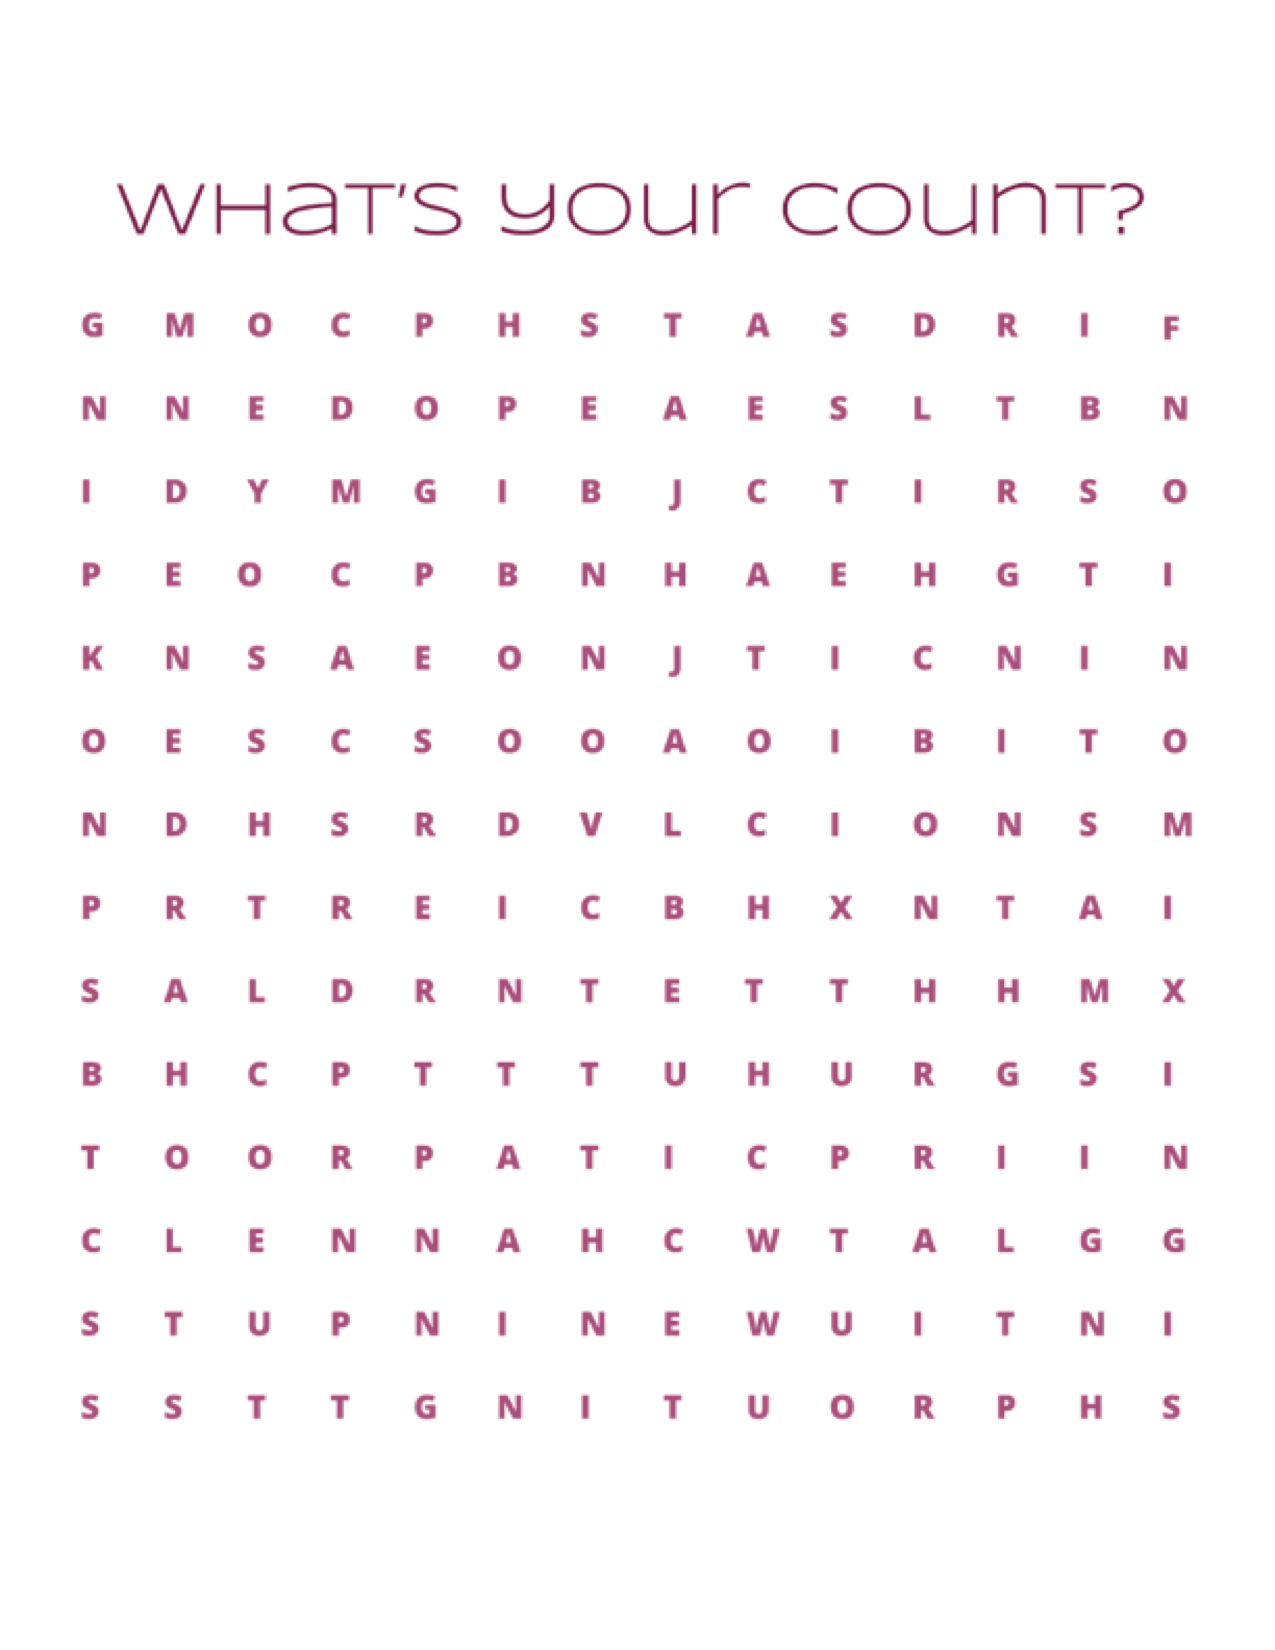 What's your count?
G M O C P H S T A S D R I F
N N E D O P E A E S L T B N
I D Y M G I B J C T I R S O
P E O C P B N H A E H G T I
K N S A E O N J T I C N I N
O E S C S O O A O I B I T O
N D H S R D V L C I O N S M
P R T R E I C B H X N T A I
S A L D R N T E T T H H M X
B H C P T T T U H U R G S I
T O O R P A T I C P R I I N
C L E N N A H C W T A L G G
S T U P N I N E W U I T N I
S S T T G N I T U O R P H S